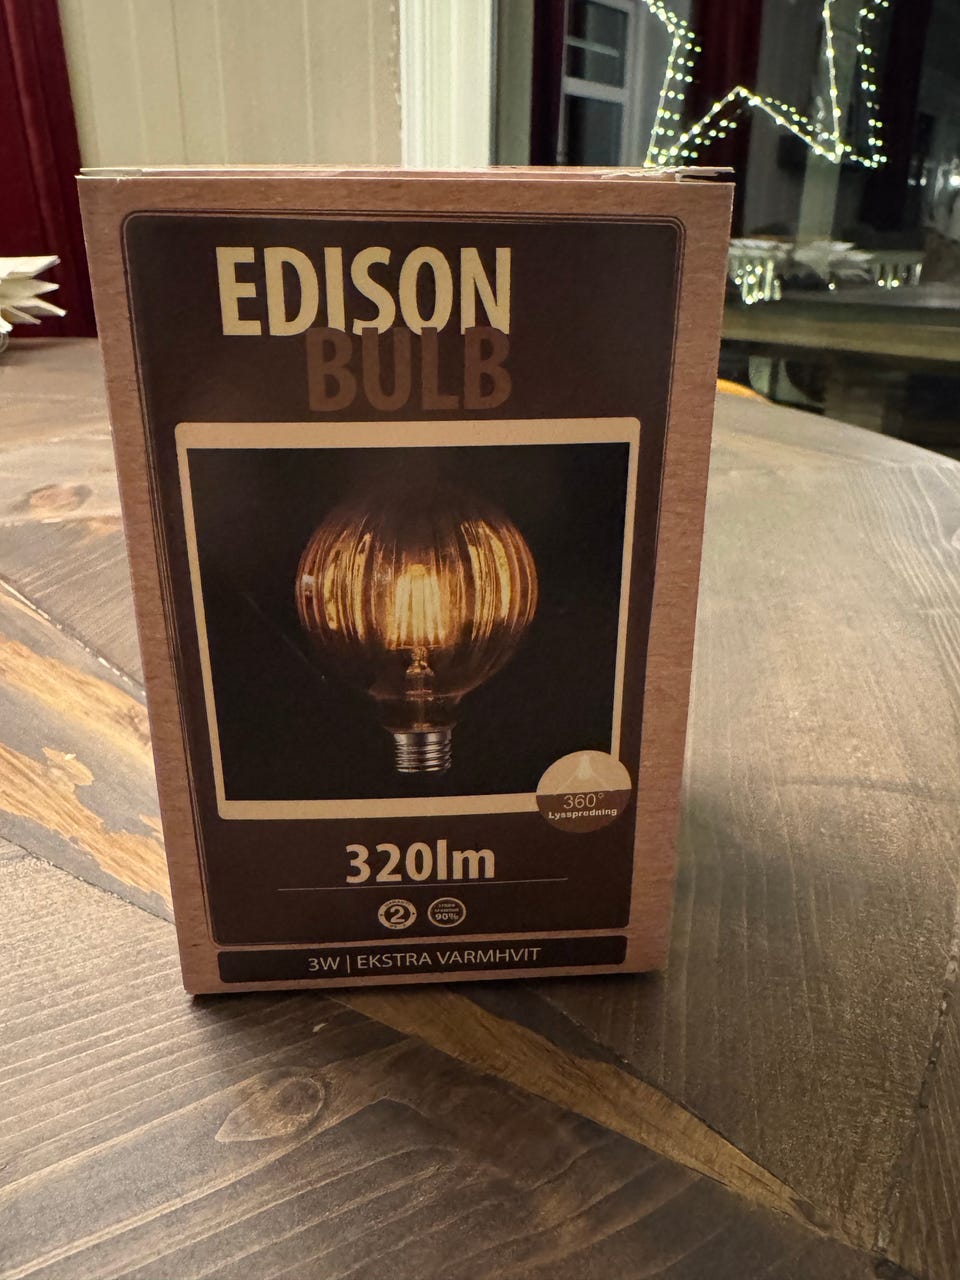 EDISON
BULB
360°
Lysspredning
320lm
2
90%
3W | EKSTRA VARMHVIT